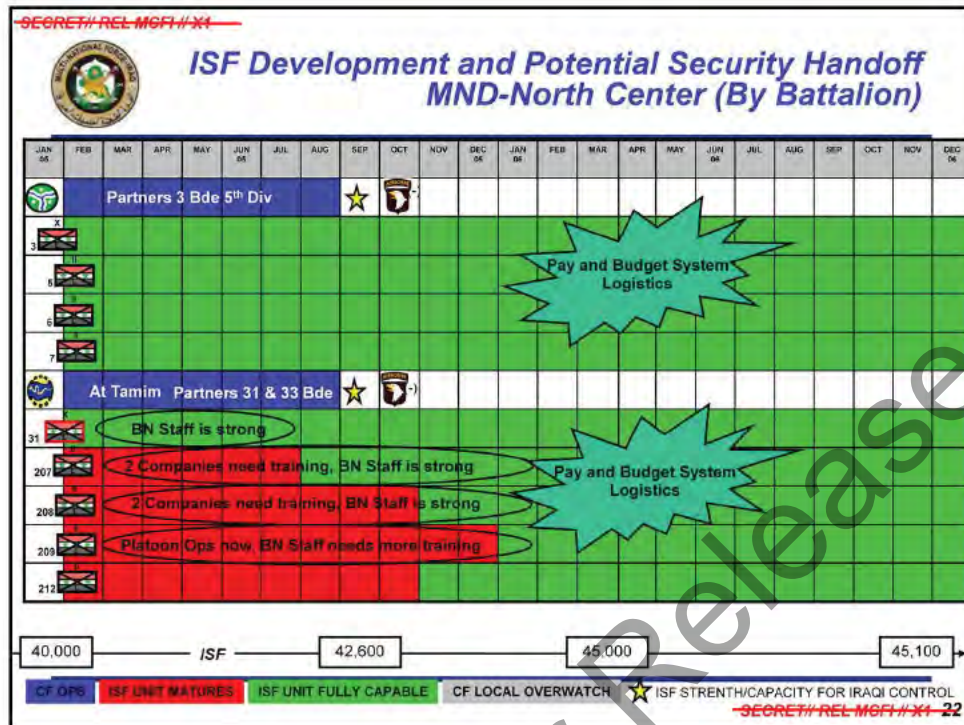 SECRET// REL MCFI // X1
ISF Development and Potential Security Handoff
MND-North Center (By Battalion)
JAN 05 FEB MAR APR MAY JUN 05 JUL AUG SEP OCT NOV DEC 05 JAN 06 FEB MAR APR MAY JUN 06 JUL AUG SEP OCT NOV DEC 06
Partners 3 Bde 5th Div
-)
X
3
II
5
6
7
Pay and Budget System
Logistics
At Tamim Partners 31 & 33 Bde
-)
X
31
BN Staff is strong
207
2 Companies need training, BN Staff is strong
208
2 Companies need training, BN Staff is strong
209
Platoon Ops now, BN Staff needs more training
212
Pay and Budget System
Logistics
40,000 ISF 42,600 45,000 45,100
CF OPS ISF UNIT MATURES ISF UNIT FULLY CAPABLE CF LOCAL OVERWATCH ISF STRENTH/CAPACITY FOR IRAQI CONTROL
SECRET// REL MCFI // X1 22
Release